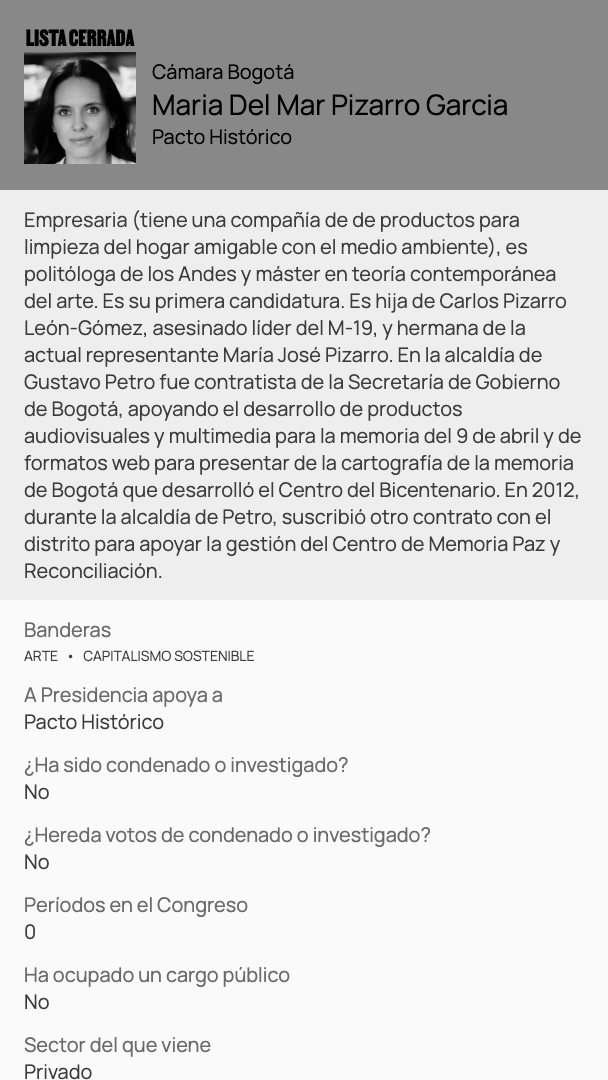 LISTA CERRADA
Cámara Bogotá
Maria Del Mar Pizarro Garcia
Pacto Histórico
Empresaria (tiene una compañía de de productos para
limpieza del hogar amigable con el medio ambiente), es
politóloga de los Andes y máster en teoría contemporánea
del arte. Es su primera candidatura. Es hija de Carlos Pizarro
León-Gómez, asesinado líder del M-19, y hermana de la
actual representante María José Pizarro. En la alcaldía de
Gustavo Petro fue contratista de la Secretaría de Gobierno
de Bogotá, apoyando el desarrollo de productos
audiovisuales y multimedia para la memoria del 9 de abril y de
formatos web para presentar de la cartografía de la memoria
de Bogotá que desarrolló el Centro del Bicentenario. En 2012,
durante la alcaldía de Petro, suscribió otro contrato con el
distrito para apoyar la gestión del Centro de Memoria Paz y
Reconciliación.
Banderas
ARTE • CAPITALISMO SOSTENIBLE
A Presidencia apoya a
Pacto Histórico
¿Ha sido condenado o investigado?
No
¿Hereda votos de condenado o investigado?
No
Períodos en el Congreso
0
Ha ocupado un cargo público
No
Sector del que viene
Privado